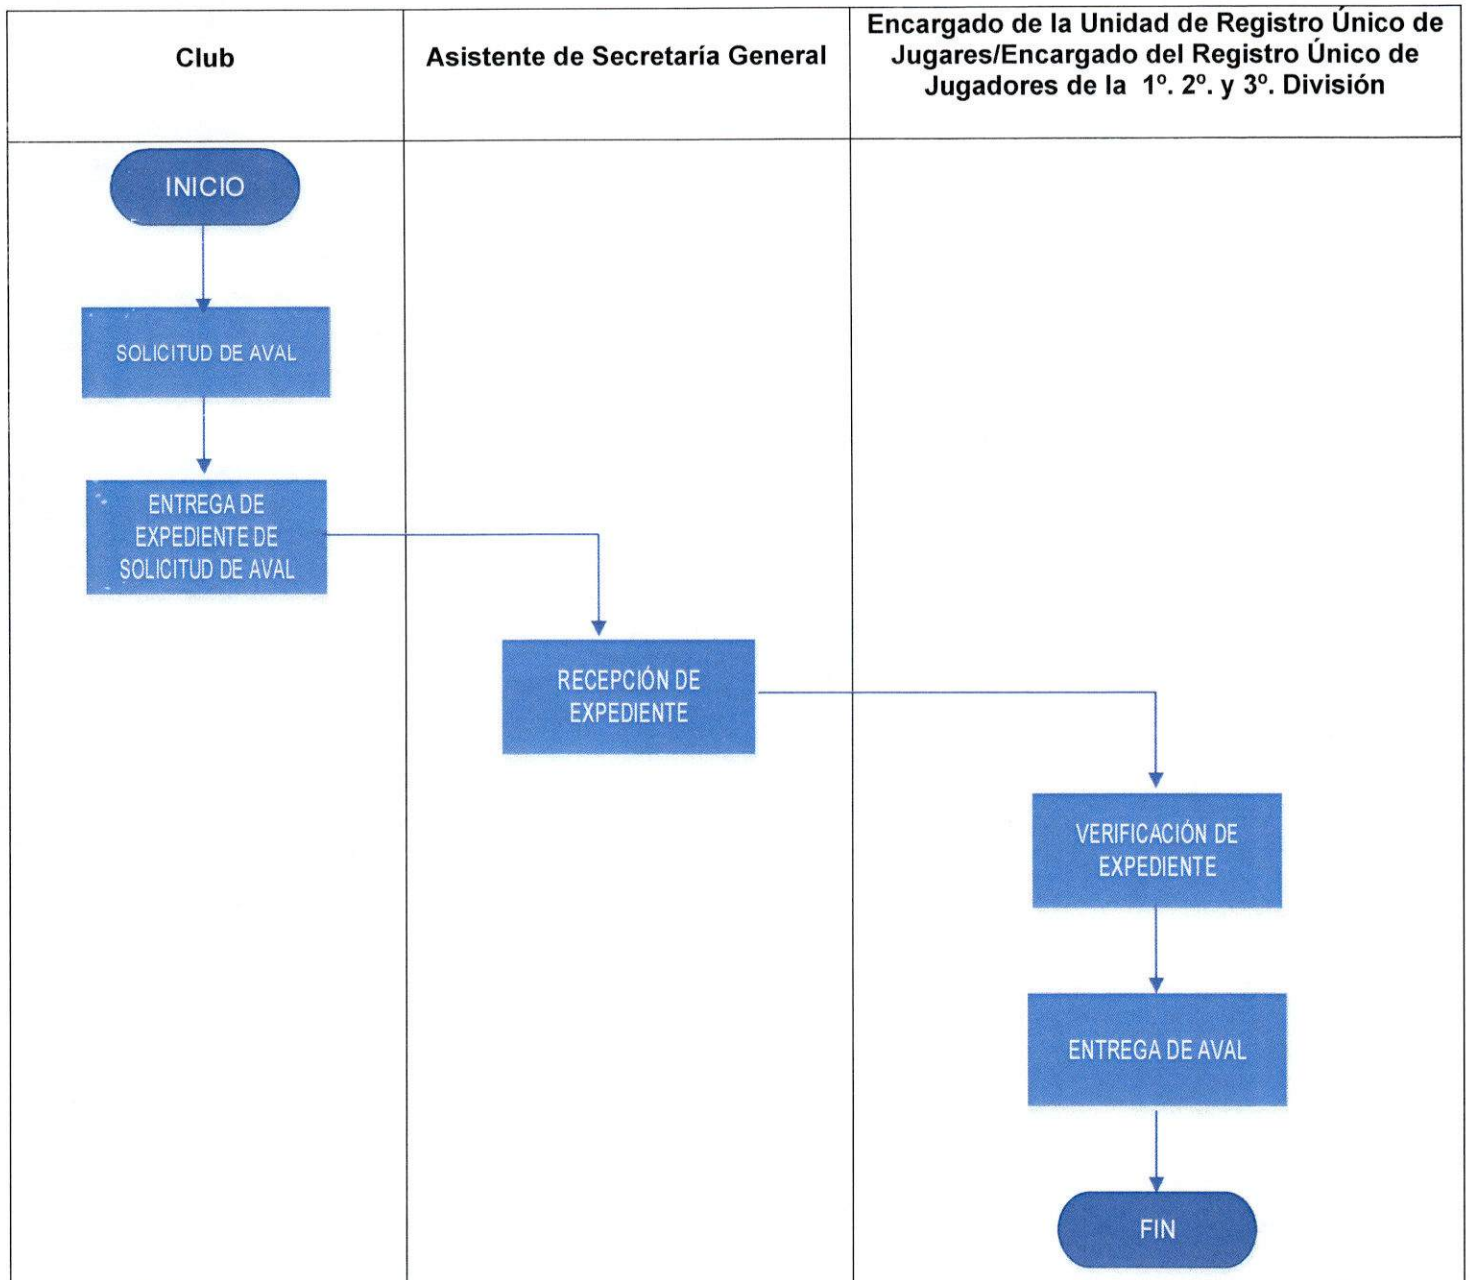 Club
Asistente de Secretaría General
Encargado de la Unidad de Registro Único de
Jugares/Encargado del Registro Único de
Jugadores de la 1º. 2º. y 3º. División
INICIO
SOLICITUD DE AVAL
ENTREGA DE
EXPEDIENTE DE
SOLICITUD DE AVAL
RECEPCIÓN DE
EXPEDIENTE
VERIFICACIÓN DE
EXPEDIENTE
ENTREGA DE AVAL
FIN